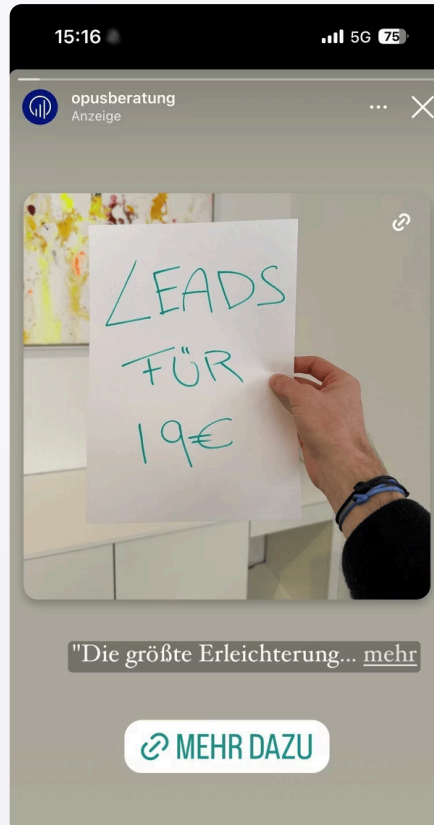 15:16
5G 75
opusberatung
Anzeige
LEADS
FÜR
19€
"Die größte Erleichterung... mehr
MEHR DAZU